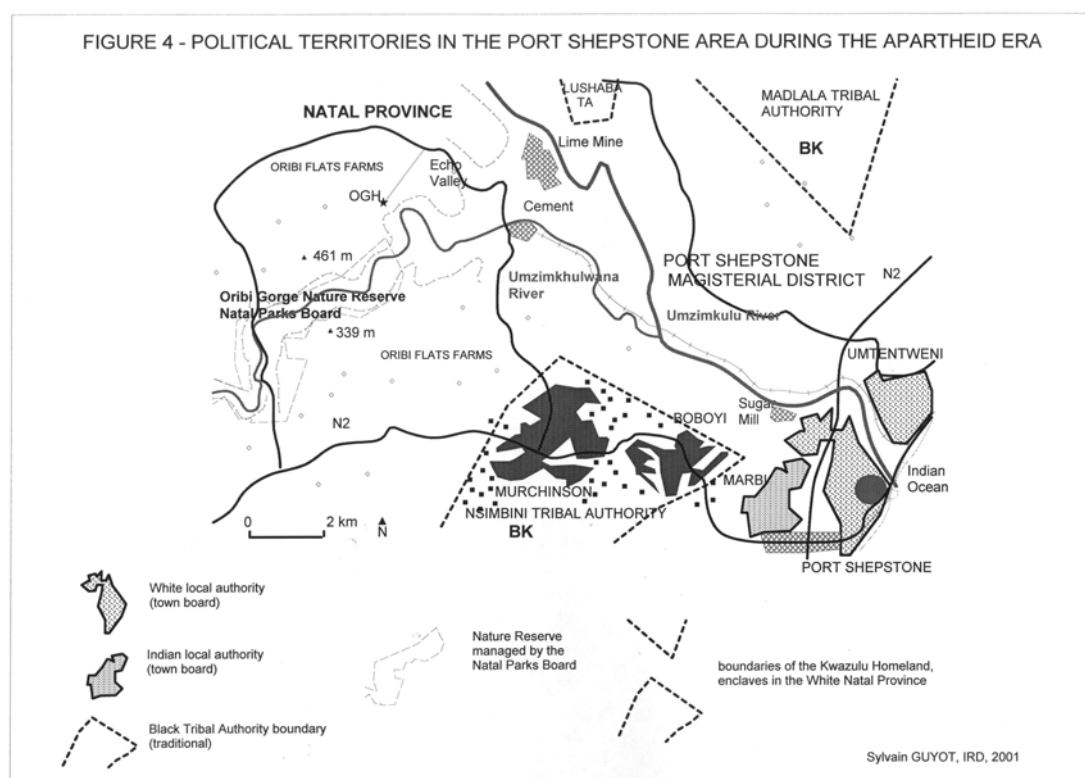 FIGURE 4 - POLITICAL TERRITORIES IN THE PORT SHEPSTONE AREA DURING THE APARTHEID ERA
LUSHABA
TA
MADLALA TRIBAL
AUTHORITY
BK
NATAL PROVINCE
Lime Mine
ORIBI FLATS FARMS
Echo
Valley
OGH
Cement
461 m
PORT SHEPSTONE
MAGISTERIAL DISTRICT
N2
Umzimkhulwana
River
Oribi Gorge Nature Reserve
Natal Parks Board
Umzimkulu River
339 m
ORIBI FLATS FARMS
UMTENTWENI
Sugar
Mill
BOBOYI
N2
Indian
Ocean
MARBI
MURCHINSON
NSIMBINI TRIBAL AUTHORITY
BK
0 2 km
N
PORT SHEPSTONE
White local authority
(town board)
Indian local authority
(town board)
Black Tribal Authority boundary
(traditional)
Nature Reserve
managed by the
Natal Parks Board
boundaries of the Kwazulu Homeland,
enclaves in the White Natal Province
Sylvain GUYOT, IRD, 2001